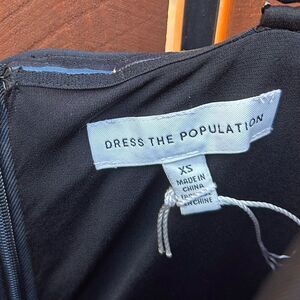 DRESS THE POPULATION
XS
MADE IN
CHINA